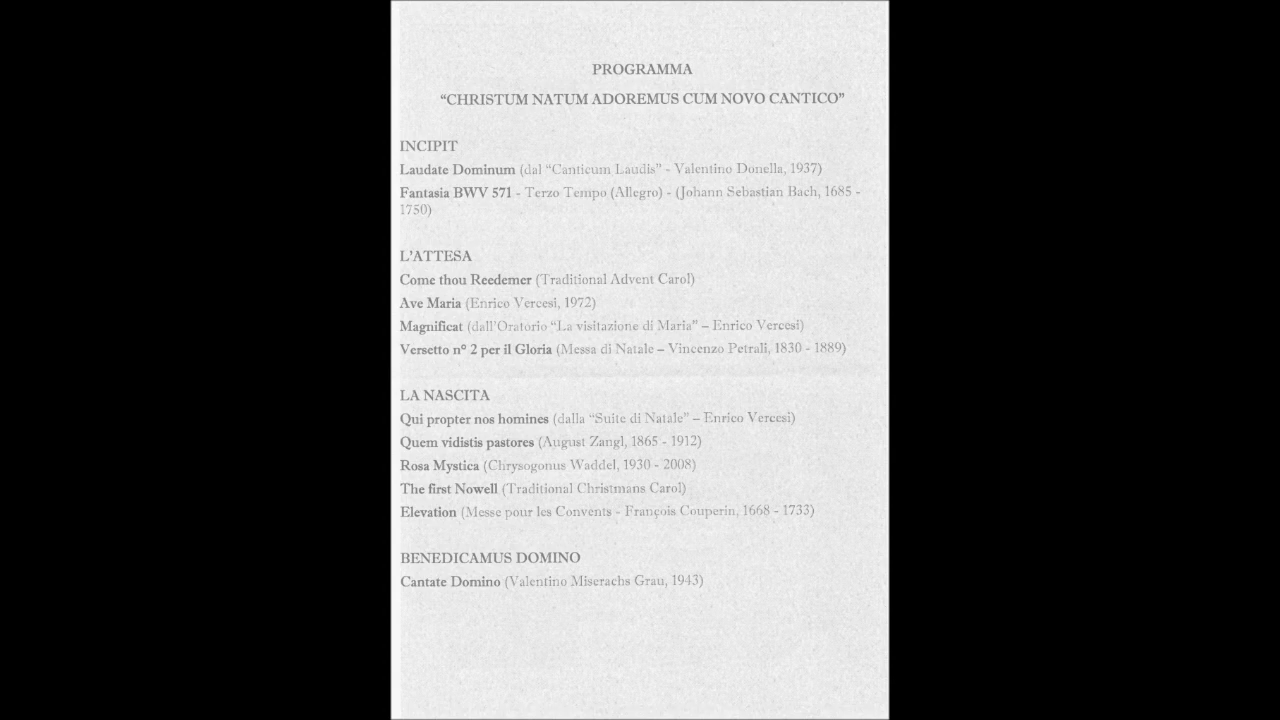 PROGRAMMA
“CHRISTUM NATUM ADOREMUS CUM NOVO CANTICO”
INCIPIT
Laudate Dominum (dal “Canticum Laudis” - Valentino Donella, 1937)
Fantasia BWV 571 - Terzo Tempo (Allegro) - (Johann Sebastian Bach, 1685 -
1750)
L’ATTESA
Come thou Reedemer (Traditional Advent Carol)
Ave Maria (Enrico Vercesi, 1972)
Magnificat (dall’Oratorio “La visitazione di Maria” – Enrico Vercesi)
Versetto n° 2 per il Gloria (Messa di Natale – Vincenzo Petrali, 1830 - 1889)
LA NASCITA
Qui propter nos homines (dalla “Suite di Natale” – Enrico Vercesi)
Quem vidistis pastores (August Zangl, 1865 - 1912)
Rosa Mystica (Chrysogonus Waddel, 1930 - 2008)
The first Nowell (Traditional Christmans Carol)
Elevation (Messe pour les Convents - François Couperin, 1668 - 1733)
BENEDICAMUS DOMINO
Cantate Domino (Valentino Miserachs Grau, 1943)